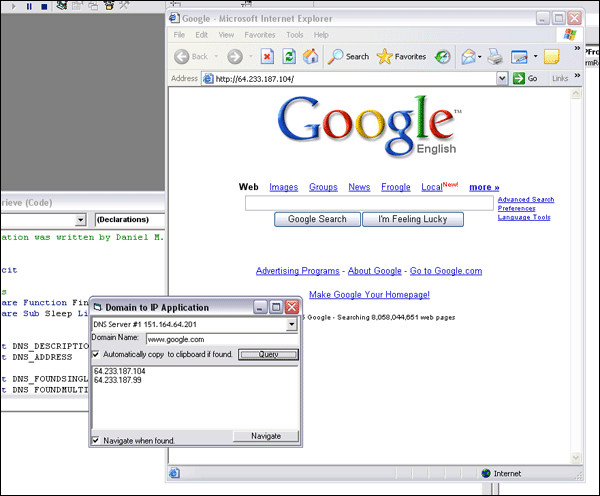 Google - Microsoft Internet Explorer
File Edit View Favorites Tools Help
Back Search Favorites
Address http://64.233.187.104/ Go Links »
Google™
English
Web Images Groups News Froogle Local New! more »
Advanced Search
Preferences
Language Tools
Google Search I'm Feeling Lucky
Advertising Programs - About Google - Go to Google.com
Make Google Your Homepage!
Google - Searching 8,058,044,651 web pages
Internet
rieve (Code)
(Declarations)
ation was written by Daniel M.
cit
s
are Function Fin
are Sub Sleep Li
t DNS_DESCRIPTIO
t DNS_ADDRESS
t DNS_FOUNDSINGL
t DNS_FOUNDMULTI
Domain to IP Application
DNS Server #1 151.164.64.201
Domain Name: www.google.com
Automatically copy to clipboard if found. Query
64.233.187.104
64.233.187.99
Navigate when found. Navigate